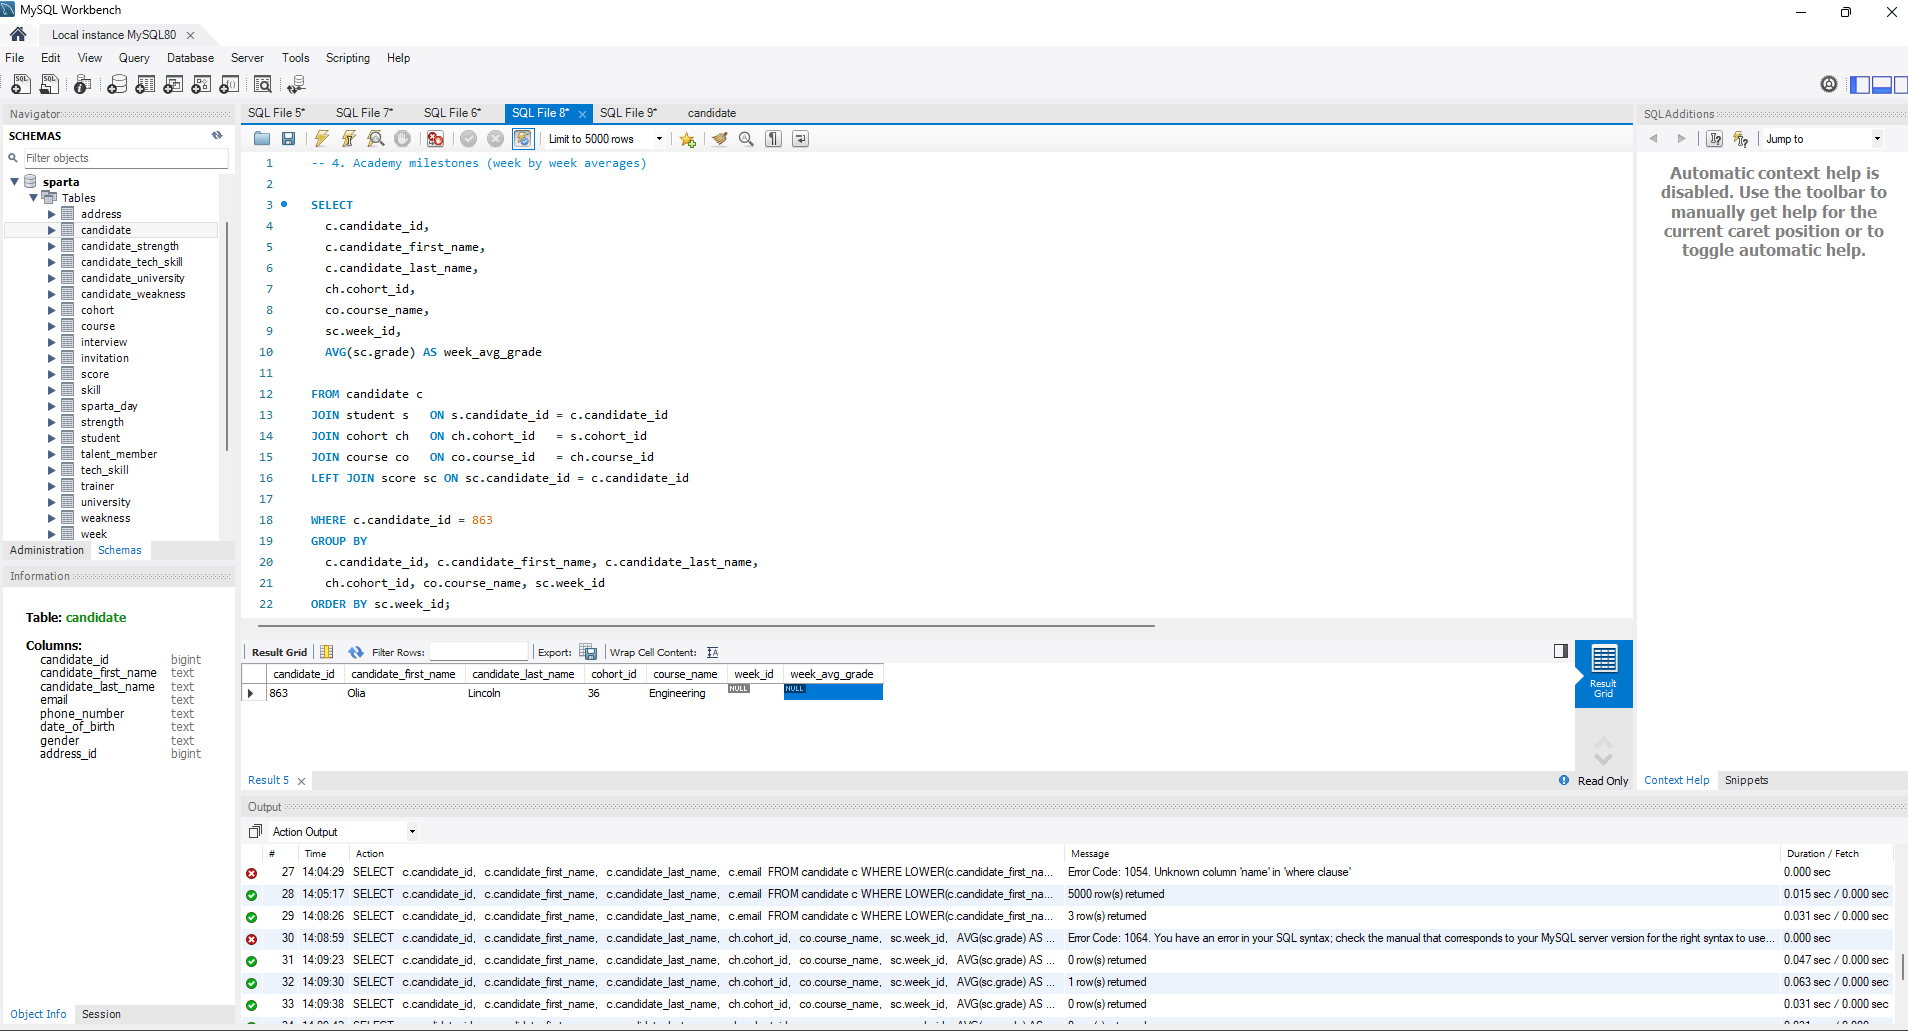 MySQL Workbench
Local instance MySQL80
File Edit View Query Database Server Tools Scripting Help
Navigator
SCHEMAS
Filter objects
sparta
Tables
address
candidate
candidate_strength
candidate_tech_skill
candidate_university
candidate_weakness
cohort
course
interview
invitation
score
skill
sparta_day
strength
student
talent_member
tech_skill
trainer
university
weakness
week
Administration Schemas
Information
Table: candidate
Columns:
candidate_id bigint
candidate_first_name text
candidate_last_name text
email text
phone_number text
date_of_birth text
gender text
address_id bigint
Object Info Session
SQL File 5* SQL File 7* SQL File 6* SQL File 8* SQL File 9* candidate
Limit to 5000 rows
1 -- 4. Academy milestones (week by week averages)
2
3 SELECT
4 c.candidate_id,
5 c.candidate_first_name,
6 c.candidate_last_name,
7 ch.cohort_id,
8 co.course_name,
9 sc.week_id,
10 AVG(sc.grade) AS week_avg_grade
11
12 FROM candidate c
13 JOIN student s ON s.candidate_id = c.candidate_id
14 JOIN cohort ch ON ch.cohort_id = s.cohort_id
15 JOIN course co ON co.course_id = ch.course_id
16 LEFT JOIN score sc ON sc.candidate_id = c.candidate_id
17
18 WHERE c.candidate_id = 863
19 GROUP BY
20 c.candidate_id, c.candidate_first_name, c.candidate_last_name,
21 ch.cohort_id, co.course_name, sc.week_id
22 ORDER BY sc.week_id;
Result Grid Filter Rows: Export: Wrap Cell Content:
candidate_id candidate_first_name candidate_last_name cohort_id course_name week_id week_avg_grade
863 Olia Lincoln 36 Engineering NULL NULL
Result Grid
Result 5
Read Only
SQLAdditions
Jump to
Automatic context help is
disabled. Use the toolbar to
manually get help for the
current caret position or to
toggle automatic help.
Context Help Snippets
Output
Action Output
# Time Action Message Duration / Fetch
27 14:04:29 SELECT c.candidate_id, c.candidate_first_name, c.candidate_last_name, c.email FROM candidate c WHERE LOWER(c.candidate_first_na... Error Code: 1054. Unknown column 'name' in 'where clause' 0.000 sec
28 14:05:17 SELECT c.candidate_id, c.candidate_first_name, c.candidate_last_name, c.email FROM candidate c WHERE LOWER(c.candidate_first_na... 5000 row(s) returned 0.015 sec / 0.000 sec
29 14:08:26 SELECT c.candidate_id, c.candidate_first_name, c.candidate_last_name, c.email FROM candidate c WHERE LOWER(c.candidate_first_na... 3 row(s) returned 0.031 sec / 0.000 sec
30 14:08:59 SELECT c.candidate_id, c.candidate_first_name, c.candidate_last_name, ch.cohort_id, co.course_name, sc.week_id, AVG(sc.grade) AS ... Error Code: 1064. You have an error in your SQL syntax; check the manual that corresponds to your MySQL server version for the right syntax to use... 0.000 sec
31 14:09:23 SELECT c.candidate_id, c.candidate_first_name, c.candidate_last_name, ch.cohort_id, co.course_name, sc.week_id, AVG(sc.grade) AS ... 0 row(s) returned 0.047 sec / 0.000 sec
32 14:09:30 SELECT c.candidate_id, c.candidate_first_name, c.candidate_last_name, ch.cohort_id, co.course_name, sc.week_id, AVG(sc.grade) AS ... 1 row(s) returned 0.063 sec / 0.000 sec
33 14:09:38 SELECT c.candidate_id, c.candidate_first_name, c.candidate_last_name, ch.cohort_id, co.course_name, sc.week_id, AVG(sc.grade) AS ... 0 row(s) returned 0.031 sec / 0.000 sec